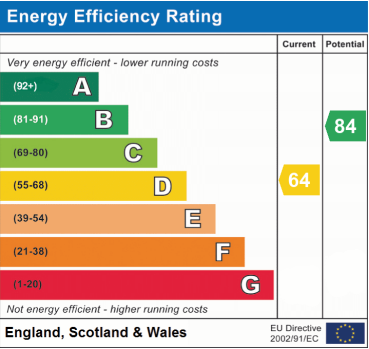 Energy Efficiency Rating
Current Potential
Very energy efficient - lower running costs
(92+) A
(81-91) B
84
(69-80) C
(55-68) D
64
(39-54) E
(21-38) F
(1-20) G
Not energy efficient - higher running costs
England, Scotland & Wales
EU Directive
2002/91/EC